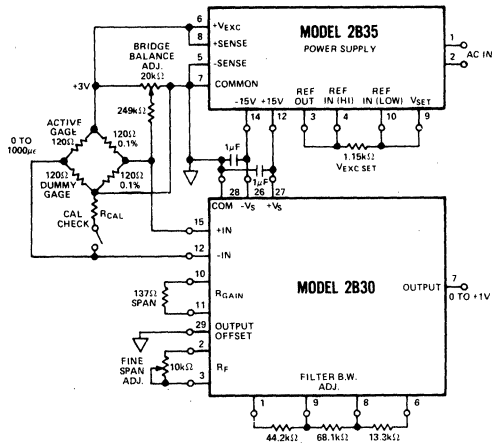 MODEL 2B35
POWER SUPPLY
6
+VEXC
8
+SENSE
5
-SENSE
7
COMMON
1
2
AC IN
-15V
+15V
REF
OUT
REF
IN (HI)
REF
IN (LOW)
VSET
14
12
3
4
10
9
1.15kΩ
VEXC SET
BRIDGE
BALANCE
ADJ.
20kΩ
+3V
249kΩ
ACTIVE
GAGE
120Ω
120Ω
0.1%
0 TO
1000με
120Ω
DUMMY
GAGE
120Ω
0.1%
CAL
CHECK
RCAL
1μF
1μF
28
26
27
COM
-VS
+VS
MODEL 2B30
15
+IN
12
-IN
10
137Ω
SPAN
RGAIN
11
29
OUTPUT
OFFSET
2
FINE
SPAN
ADJ.
10kΩ
RF
3
OUTPUT
7
0 TO +1V
FILTER B.W.
ADJ.
1
9
8
6
44.2kΩ
68.1kΩ
13.3kΩ